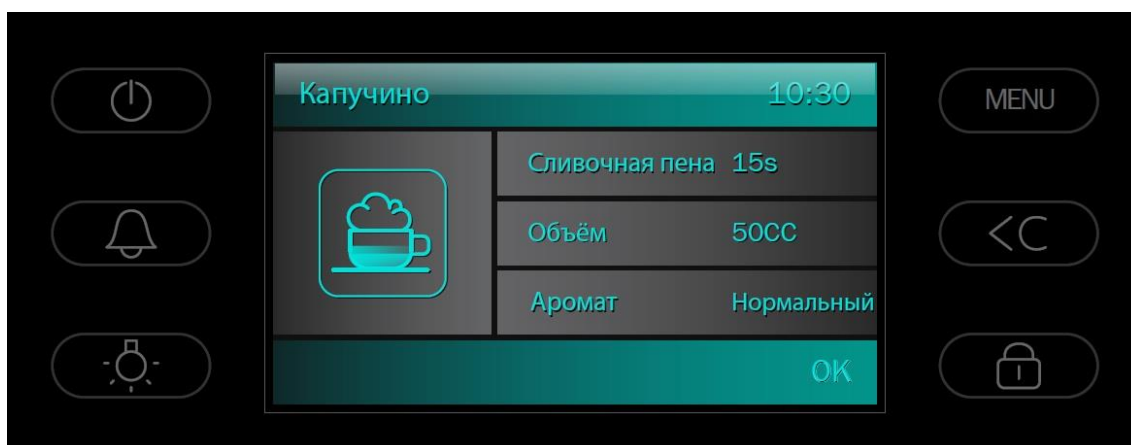 Капучино 10:30
MENU
Сливочная пена 15s
Объём 50CC
<C
Аромат Нормальный
OK